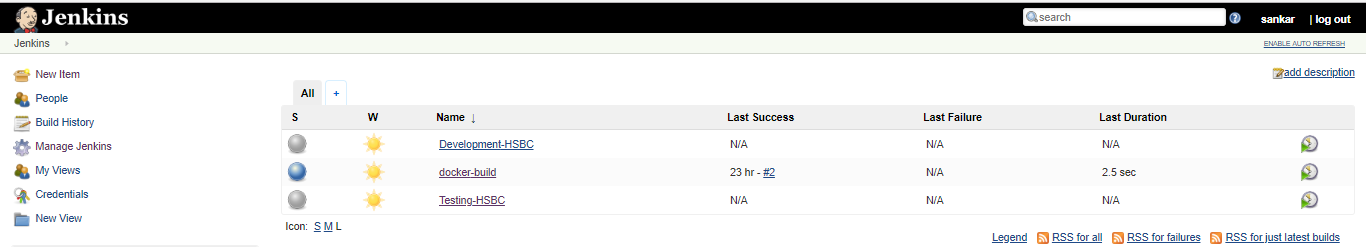 Jenkins
search
sankar
| log out
Jenkins
ENABLE AUTO REFRESH
New Item
People
Build History
Manage Jenkins
My Views
Credentials
New View
add description
All +
S W Name ↓ Last Success Last Failure Last Duration
Development-HSBC N/A N/A N/A
docker-build 23 hr - #2 N/A 2.5 sec
Testing-HSBC N/A N/A N/A
Icon: S M L
Legend RSS for all RSS for failures RSS for just latest builds